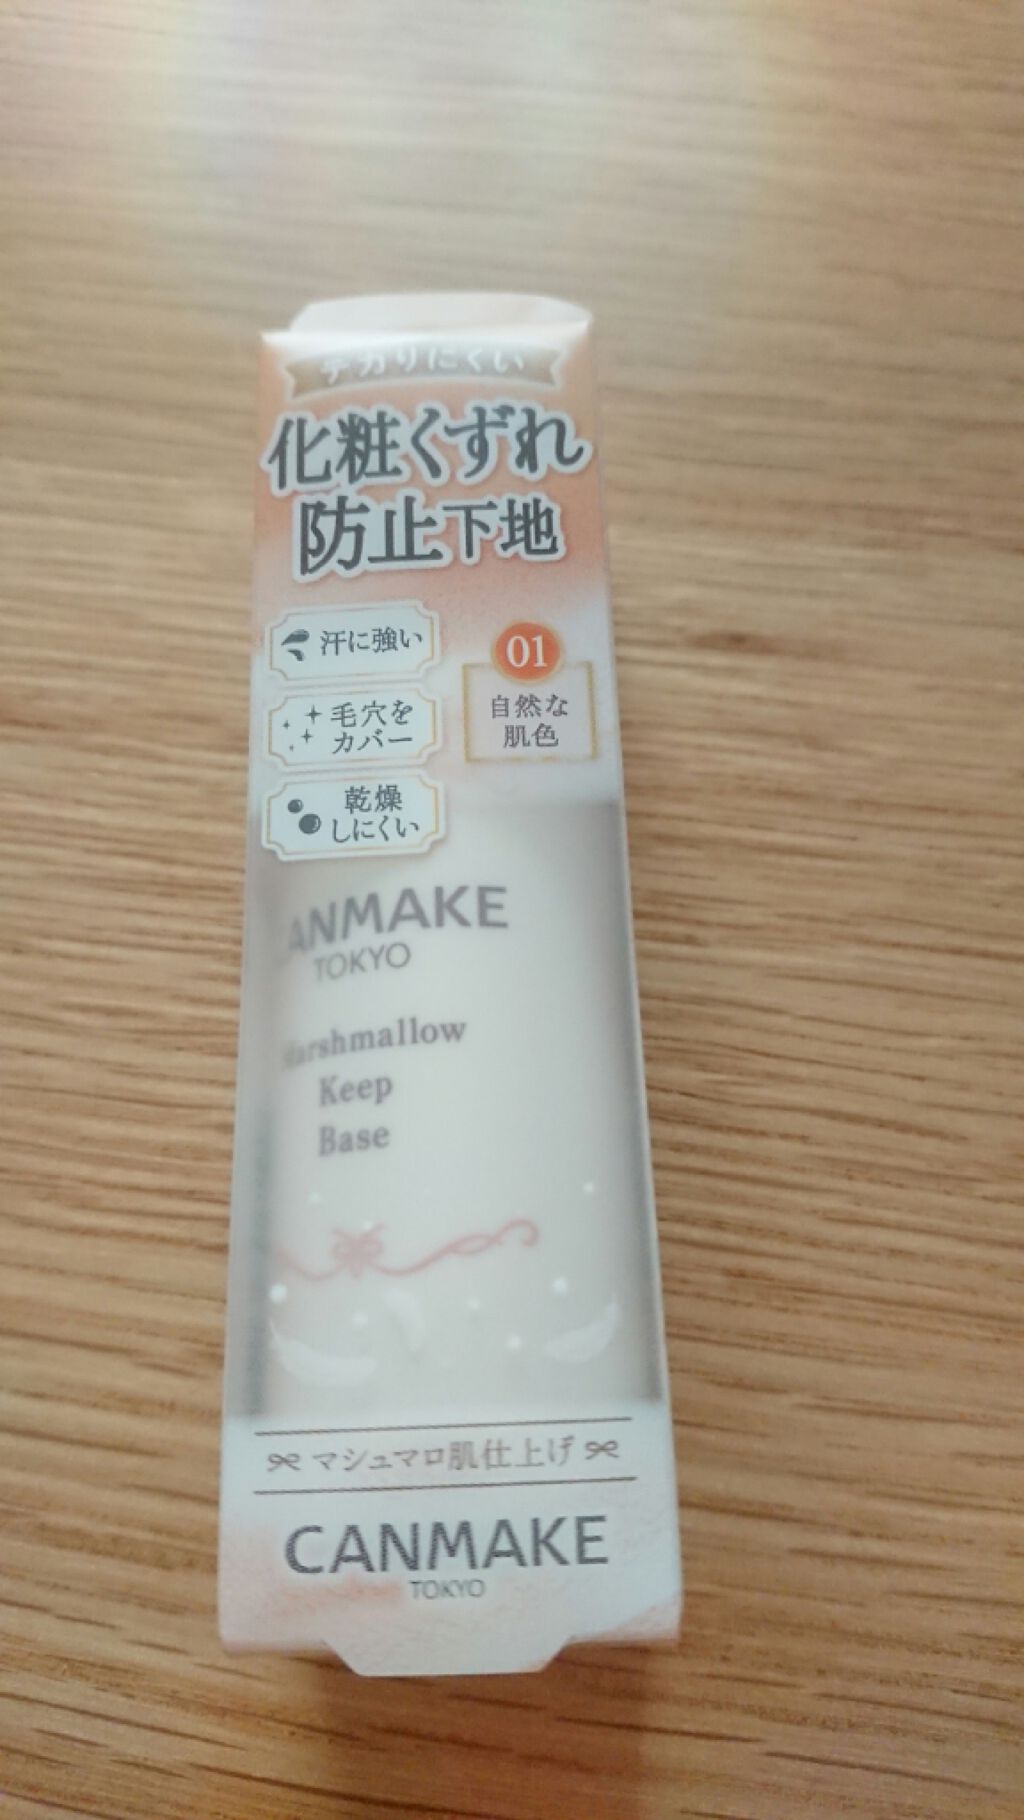 テカりにくい
化粧くずれ
防止下地
汗に強い
毛穴を
カバー
乾燥
しにくい
01
自然な
肌色
ANMAKE
TOKYO
Marshmallow
Keep
Base
マシュマロ肌仕上げ
CANMAKE
TOKYO